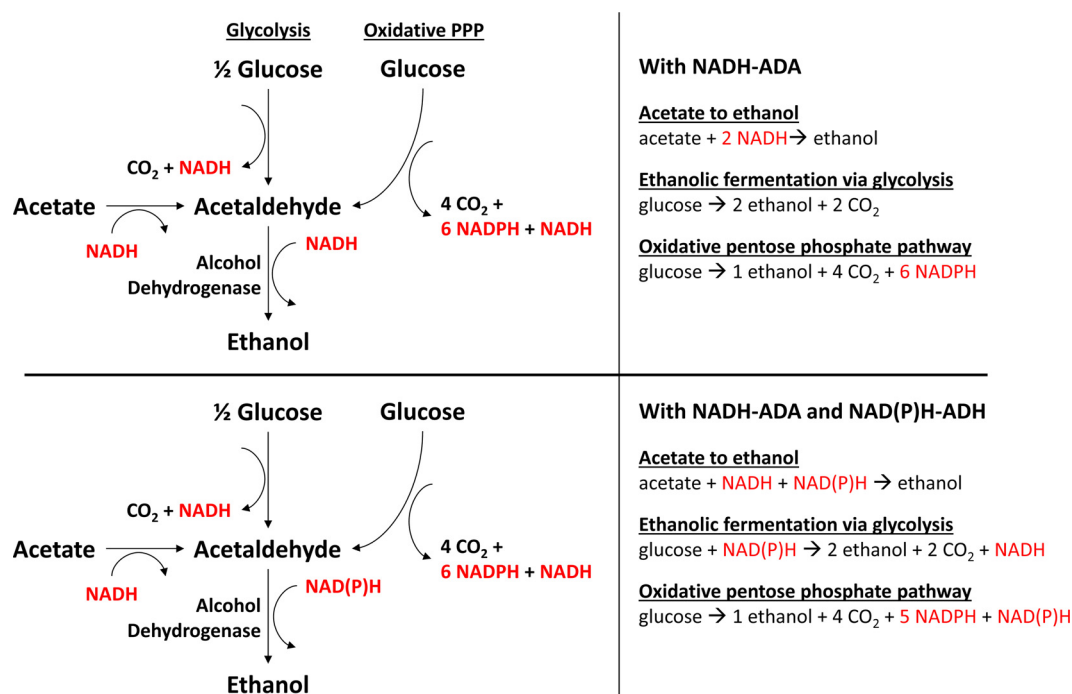 Glycolysis
Oxidative PPP
½ Glucose
Glucose
CO₂ + NADH
Acetate
Acetaldehyde
4 CO₂ +
6 NADPH + NADH
NADH
NADH
Alcohol
Dehydrogenase
Ethanol
With NADH-ADA
Acetate to ethanol
acetate + 2 NADH → ethanol
Ethanolic fermentation via glycolysis
glucose → 2 ethanol + 2 CO₂
Oxidative pentose phosphate pathway
glucose → 1 ethanol + 4 CO₂ + 6 NADPH
½ Glucose
Glucose
CO₂ + NADH
Acetate
Acetaldehyde
4 CO₂ +
6 NADPH + NADH
NADH
NAD(P)H
Alcohol
Dehydrogenase
Ethanol
With NADH-ADA and NAD(P)H-ADH
Acetate to ethanol
acetate + NADH + NAD(P)H → ethanol
Ethanolic fermentation via glycolysis
glucose + NAD(P)H → 2 ethanol + 2 CO₂ + NADH
Oxidative pentose phosphate pathway
glucose → 1 ethanol + 4 CO₂ + 5 NADPH + NAD(P)H